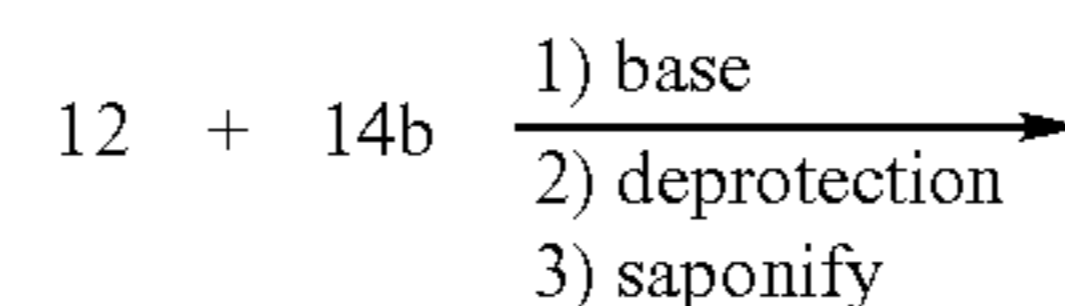 1) base
12 + 14b
2) deprotection
3) saponify